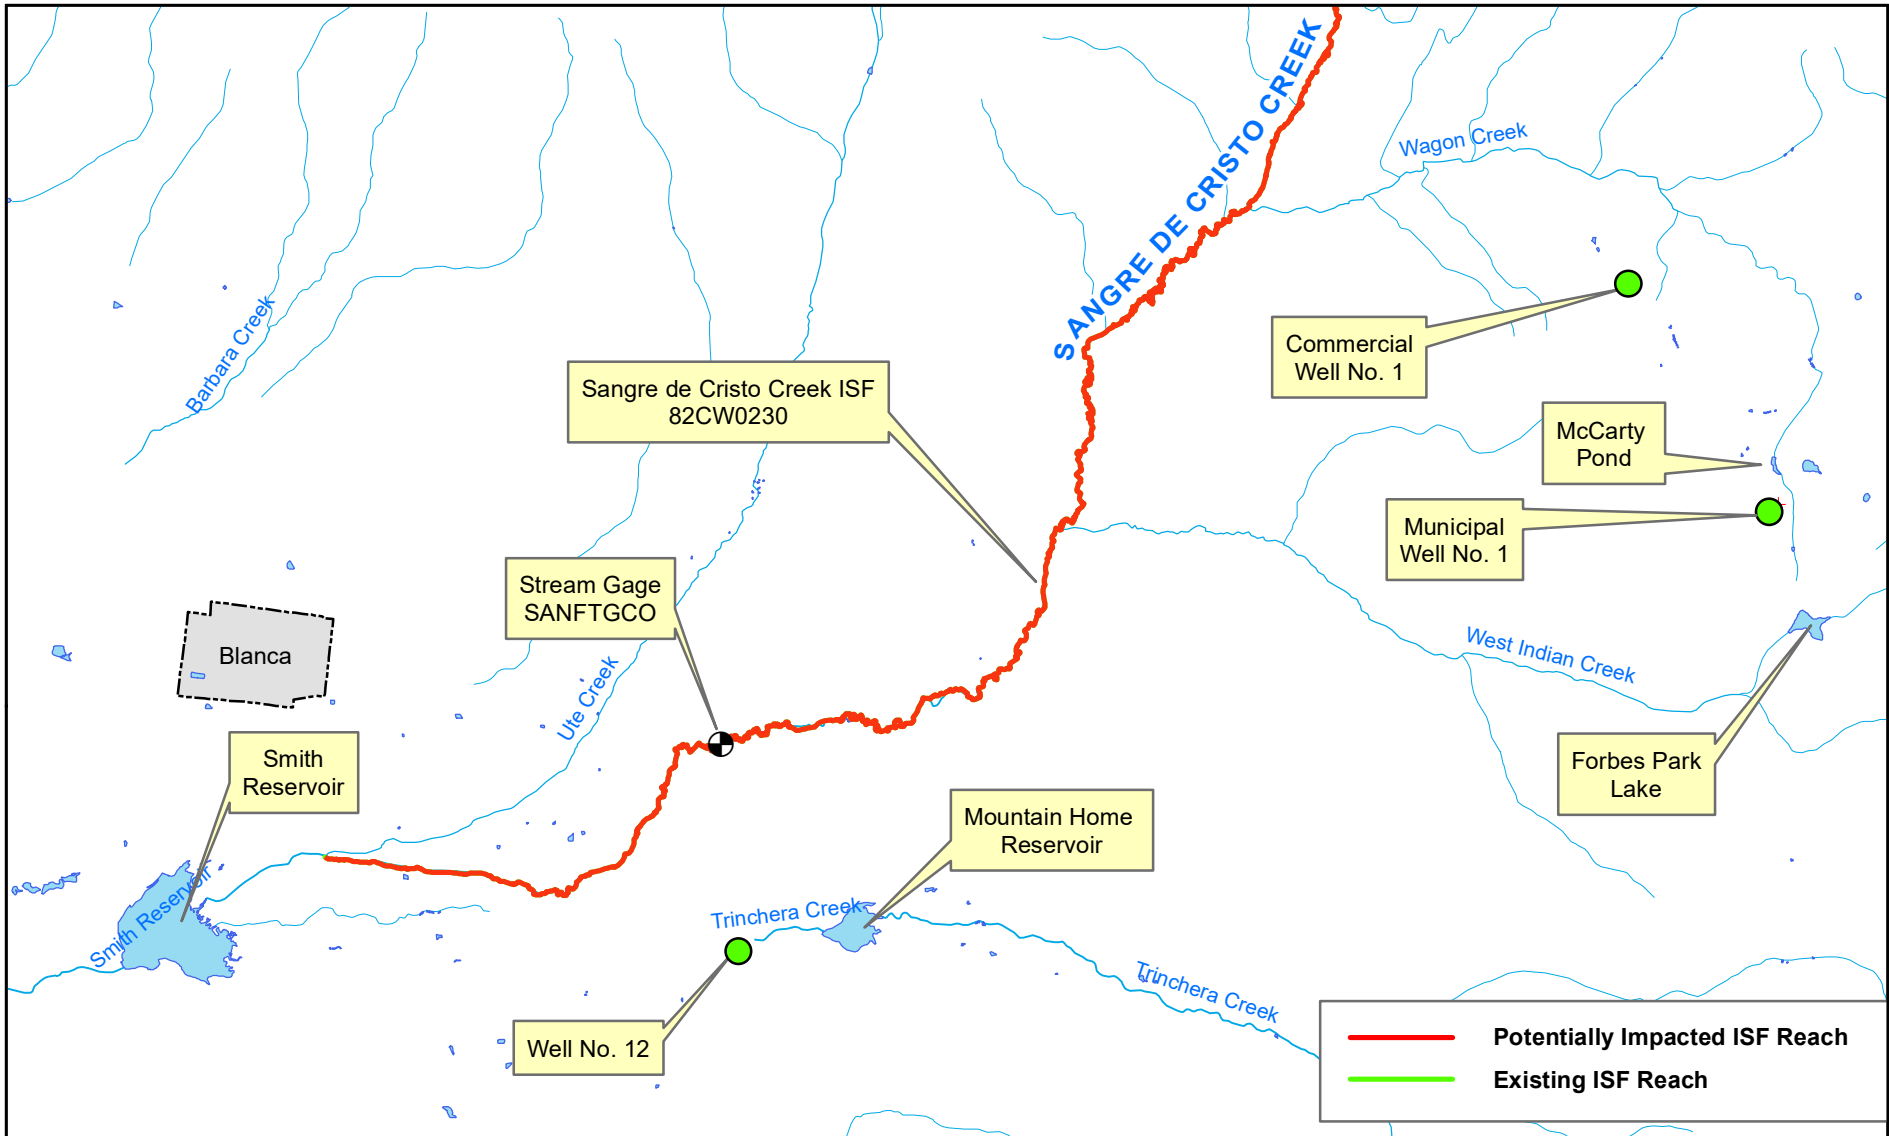 SANGRE DE CRISTO CREEK
Wagon Creek
Barbara Creek
Commercial
Well No. 1
Sangre de Cristo Creek ISF
82CW0230
McCarty
Pond
Municipal
Well No. 1
Stream Gage
SANFTGCO
Blanca
Ute Creek
West Indian Creek
Smith
Reservoir
Forbes Park
Lake
Mountain Home
Reservoir
Smith Reservoir
Trinchera Creek
Trinchera Creek
Well No. 12
Potentially Impacted ISF Reach
Existing ISF Reach